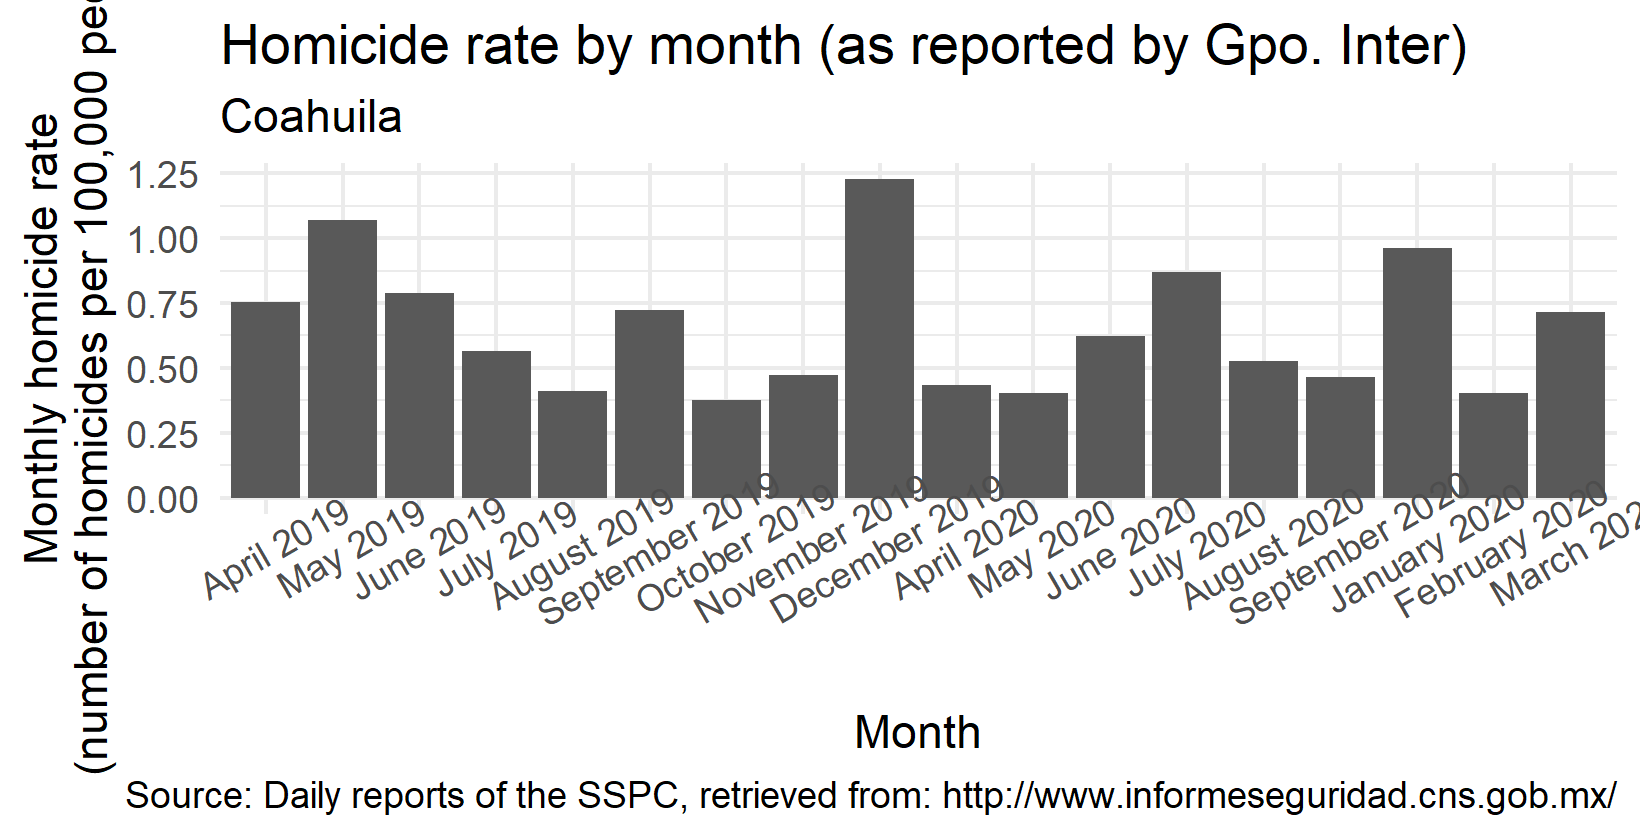 Homicide rate by month (as reported by Gpo. Inter)
Coahuila
Monthly homicide rate
(number of homicides per 100,000
1.25
1.00
0.75
0.50
0.25
0.00
April 2019
May 2019
June 2019
July 2019
August 2019
September 2019
October 2019
November 2019
December 2019
April 2020
May 2020
June 2020
July 2020
August 2020
September 2020
January 2020
February 2020
March 202
Month
Source: Daily reports of the SSPC, retrieved from: http://www.informeseguridad.cns.gob.mx/